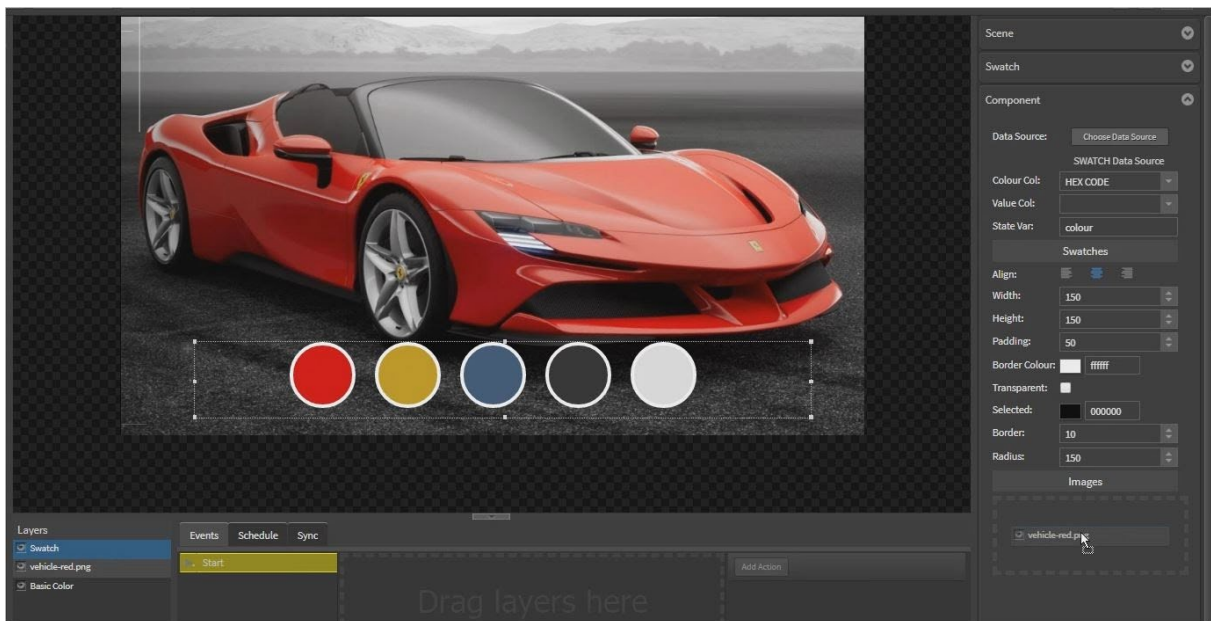 Scene
Swatch
Component
Data Source: Choose Data Source
SWATCH Data Source
Colour Col: HEX CODE
Value Col:
State Var: colour
Swatches
Align:
Width: 150
Height: 150
Padding: 50
Border Colour: ffffff
Transparent:
Selected: 000000
Border: 10
Radius: 150
Images
vehicle-red.png
Layers
Swatch
vehicle-red.png
Basic Color
Events Schedule Sync
Start
Drag layers here
Add Action